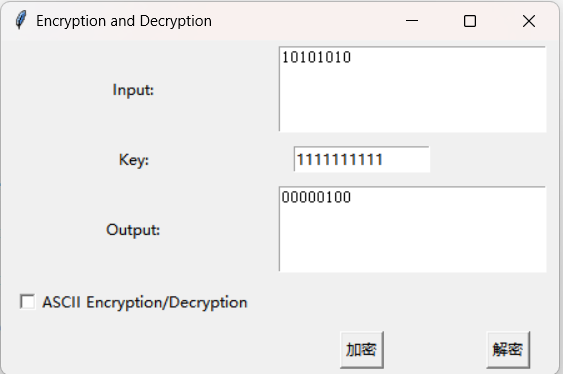 Encryption and Decryption
Input:
10101010
Key:
1111111111
Output:
00000100
ASCII Encryption/Decryption
加密
解密